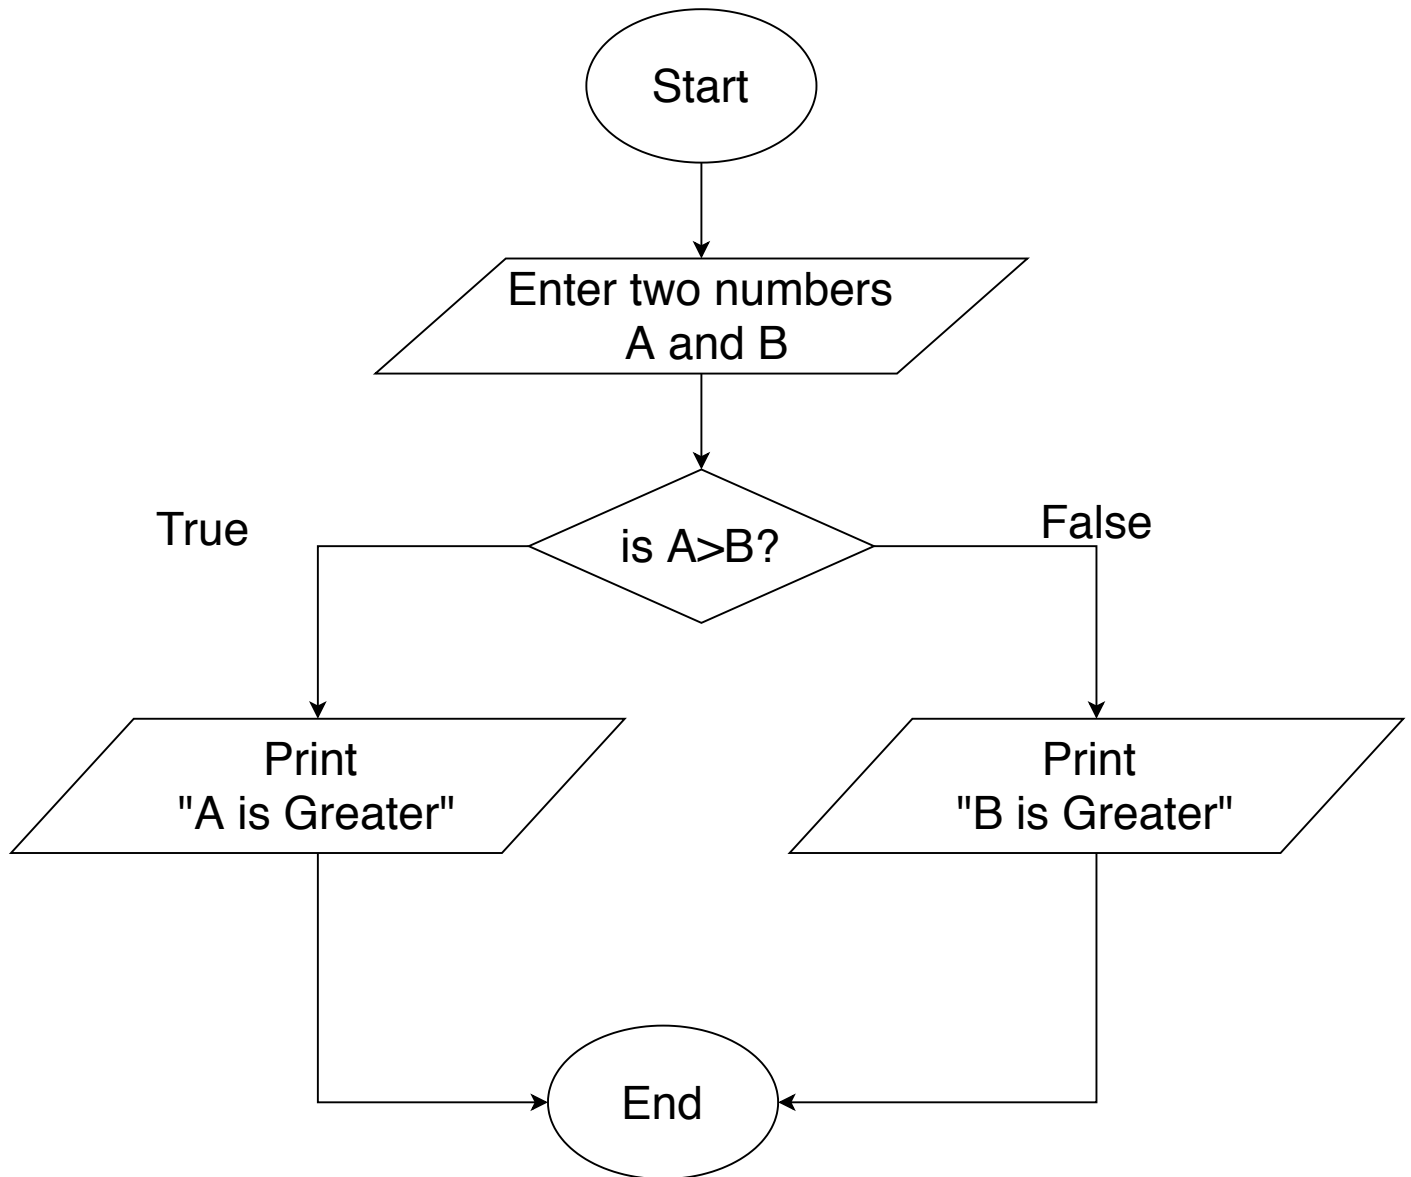 Start
Enter two numbers
A and B
is A>B?
True
False
Print
"A is Greater"
Print
"B is Greater"
End